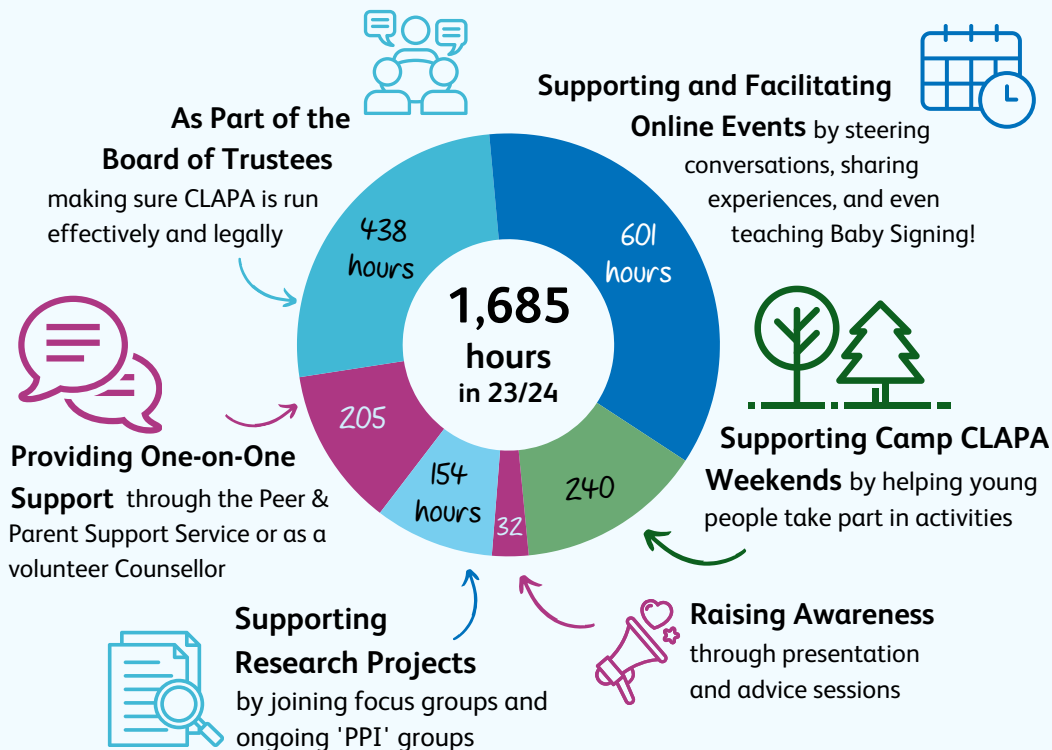 As Part of the
Board of Trustees
making sure CLAPA is run
effectively and legally
Supporting and Facilitating
Online Events by steering
conversations, sharing
experiences, and even
teaching Baby Signing!
438
hours
601
hours
1,685
hours
in 23/24
205
154
hours
32
240
Providing One-on-One
Support through the Peer &
Parent Support Service or as a
volunteer Counsellor
Supporting Camp CLAPA
Weekends by helping young
people take part in activities
Supporting
Research Projects
by joining focus groups and
ongoing 'PPI' groups
Raising Awareness
through presentation
and advice sessions